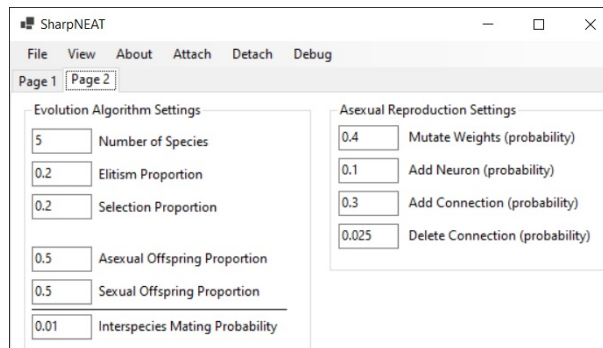 SharpNEAT
File View About Attach Detach Debug
Page 1 Page 2
Evolution Algorithm Settings
5 Number of Species
0.2 Elitism Proportion
0.2 Selection Proportion
0.5 Asexual Offspring Proportion
0.5 Sexual Offspring Proportion
0.01 Interspecies Mating Probability
Asexual Reproduction Settings
0.4 Mutate Weights (probability)
0.1 Add Neuron (probability)
0.3 Add Connection (probability)
0.025 Delete Connection (probability)